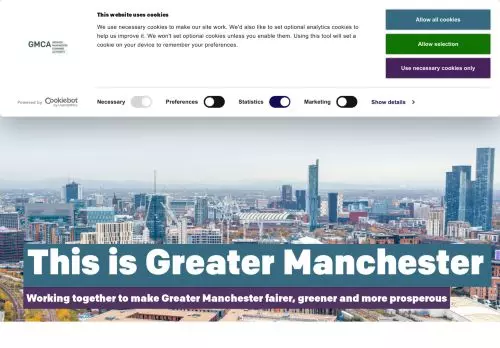 This website uses cookies
We use necessary cookies to make our site work. We'd also like to set optional analytics cookies to
help us improve it. We won't set optional cookies unless you enable them. Using this tool will set a
cookie on your device to remember your preferences.
Allow all cookies
Allow selection
Use necessary cookies only
GMCA
GREATER
MANCHESTER
COMBINED
AUTHORITY
Powered by Cookiebot
Necessary
Preferences
Statistics
Marketing
Show details
This is Greater Manchester
Working together to make Greater Manchester fairer, greener and more prosperous